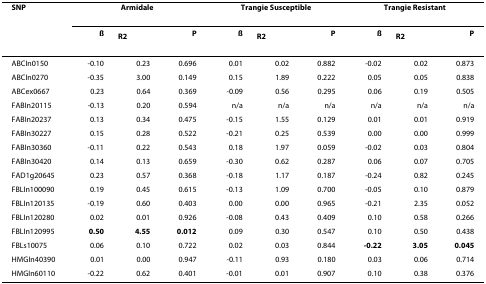 SNP Armidale Trangie Susceptible Trangie Resistant
ß R2 P ß R2 P ß R2 P
ABCIn0150 -0.10 0.23 0.696 0.01 0.02 0.882 -0.02 0.02 0.873
ABCIn0270 -0.35 3.00 0.149 0.15 1.89 0.222 0.05 0.05 0.838
ABCex0667 0.23 0.64 0.369 -0.09 0.56 0.295 0.06 0.19 0.505
FABIn20115 -0.13 0.20 0.594 n/a n/a n/a n/a n/a n/a
FABIn20237 0.13 0.34 0.475 -0.15 1.55 0.129 0.01 0.01 0.919
FABIn30227 0.15 0.28 0.522 -0.21 0.25 0.539 0.00 0.00 0.999
FABIn30360 -0.11 0.22 0.543 0.18 1.97 0.059 -0.02 0.03 0.804
FABIn30420 0.14 0.13 0.659 -0.30 0.62 0.287 0.06 0.07 0.705
FAD1g20645 0.23 0.57 0.368 -0.18 1.17 0.187 -0.24 0.82 0.245
FBLIn100090 0.19 0.45 0.615 -0.13 1.09 0.700 -0.05 0.10 0.879
FBLIn120135 -0.19 0.60 0.403 0.00 0.00 0.965 -0.21 2.35 0.052
FBLIn120280 0.02 0.01 0.926 -0.08 0.43 0.409 0.10 0.58 0.266
FBLIn120995 0.50 4.55 0.012 0.09 0.30 0.547 0.10 0.50 0.438
FBLs10075 0.06 0.10 0.722 0.02 0.03 0.844 -0.22 3.05 0.045
HMGIn40390 0.01 0.00 0.947 -0.11 0.93 0.180 0.03 0.06 0.714
HMGIn60110 -0.22 0.62 0.401 -0.01 0.01 0.907 0.10 0.38 0.376